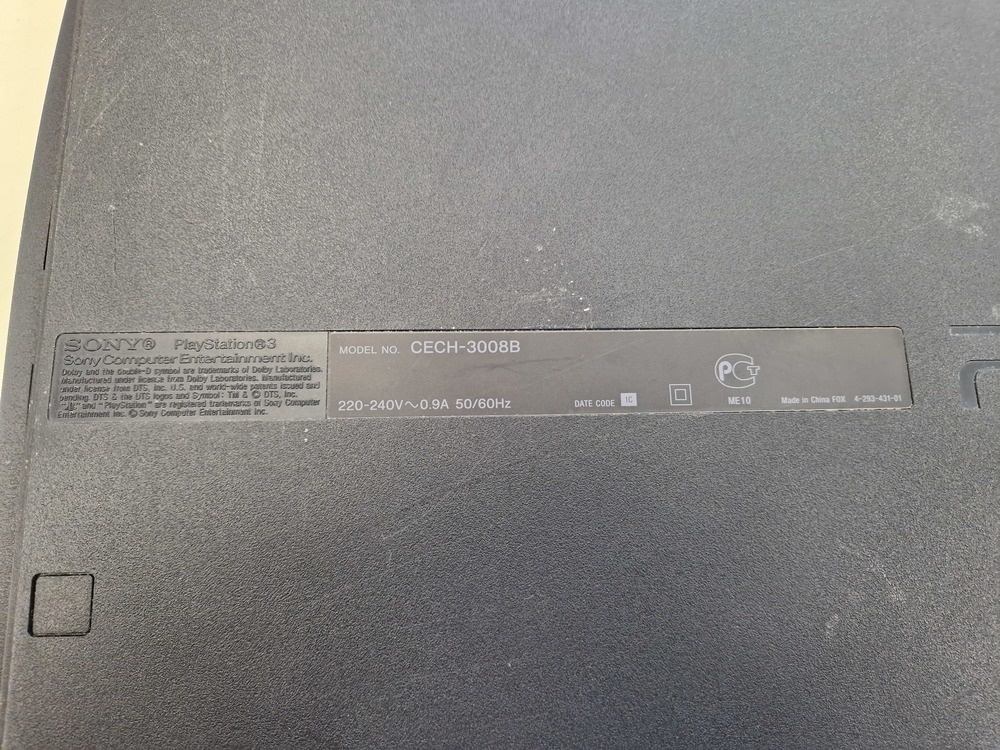 SONY® PlayStation®3
Sony Computer Entertainment Inc.
Dolby and the double-D symbol are trademarks of Dolby Laboratories.
Manufactured under license from Dolby Laboratories. Manufactured
under license from DTS, Inc. U.S. and world-wide patents issued and
pending. DTS & the DTS logos and Symbol: TM & © DTS, Inc.
" " and "PlayStation" are registered trademarks of Sony Computer
Entertainment Inc. © Sony Computer Entertainment Inc.
MODEL NO. CECH-3008B
220-240V～0.9A 50/60Hz
DATE CODE 1C
РСТ
ME10
Made in China FOX 4-293-431-01